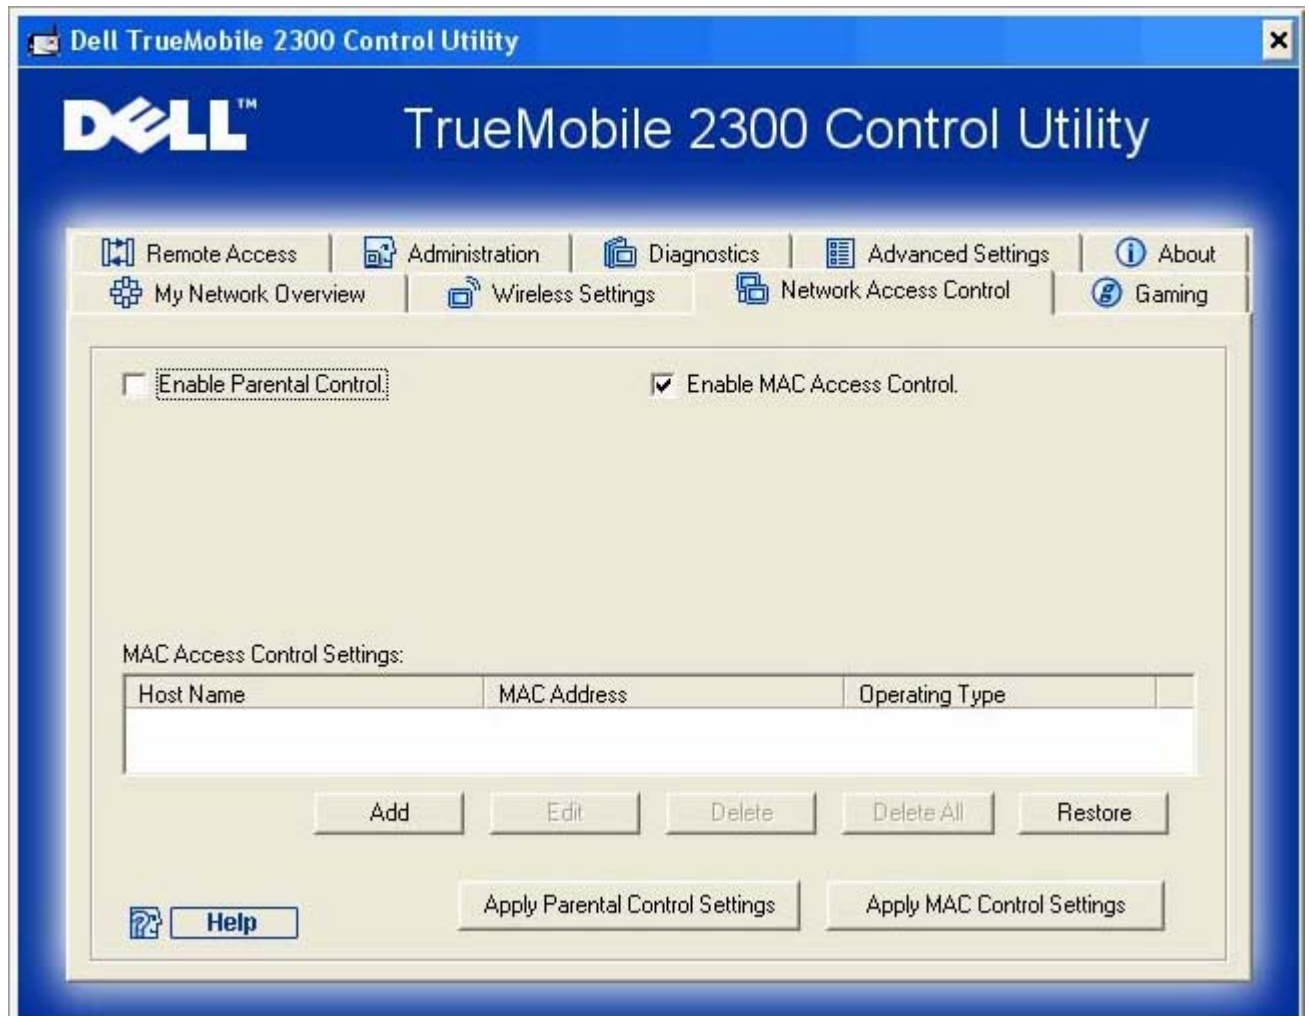 Dell TrueMobile 2300 Control Utility
DELL™ TrueMobile 2300 Control Utility
Remote Access Administration Diagnostics Advanced Settings About
My Network Overview Wireless Settings Network Access Control Gaming
Enable Parental Control. Enable MAC Access Control.
MAC Access Control Settings:
Host Name MAC Address Operating Type
Add Edit Delete Delete All Restore
Apply Parental Control Settings Apply MAC Control Settings
Help